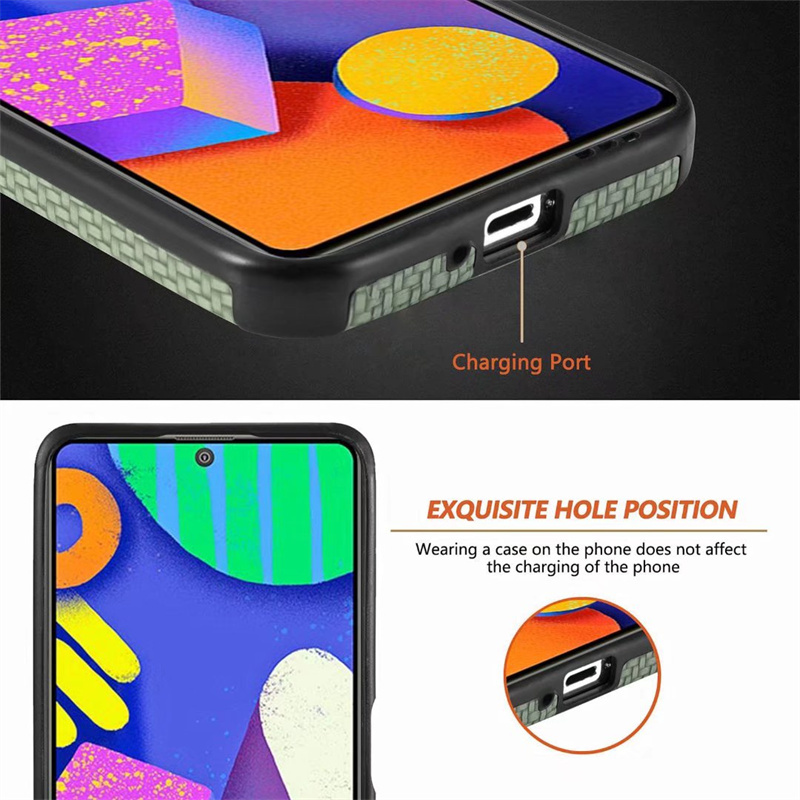 Charging Port
EXQUISITE HOLE POSITION
Wearing a case on the phone does not affect
the charging of the phone